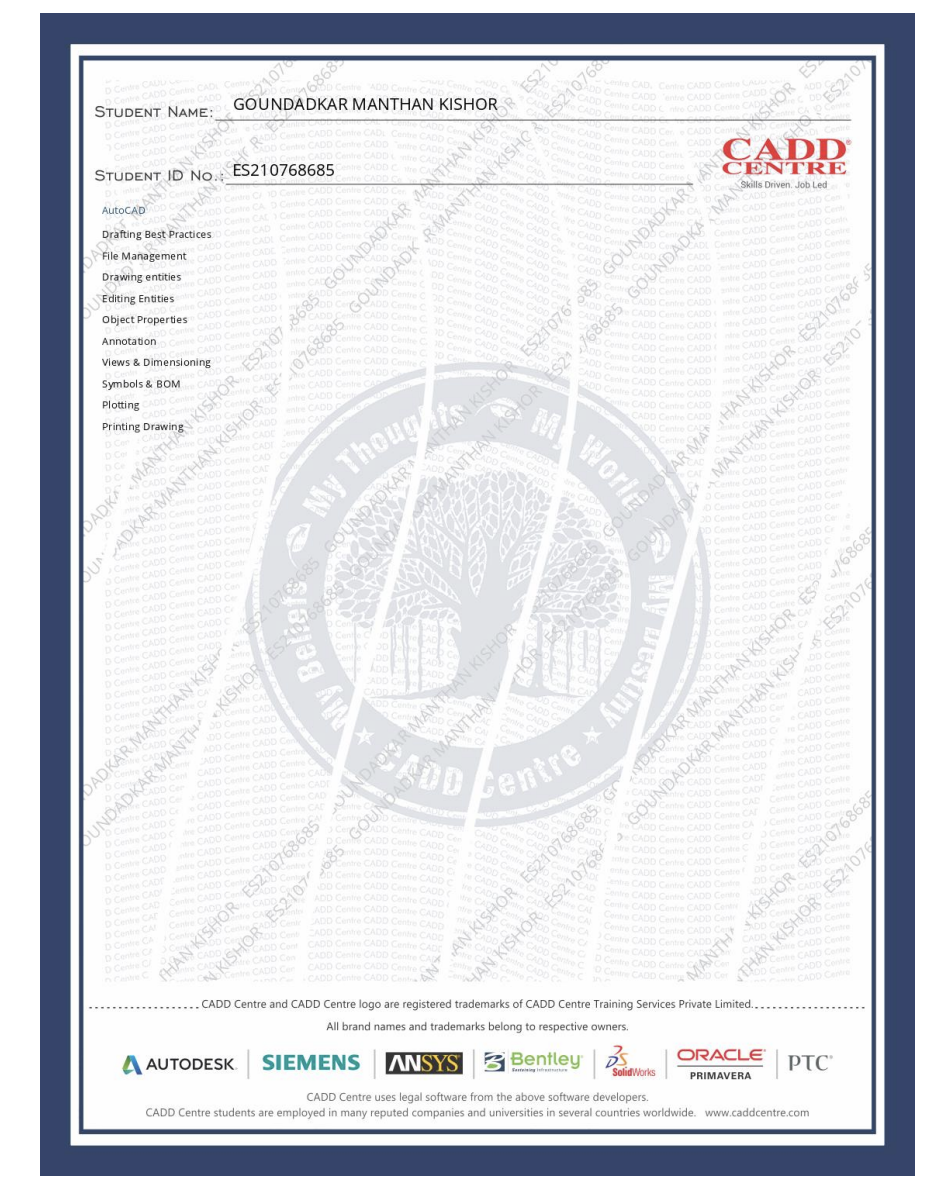 STUDENT NAME: GOUNDADKAR MANTHAN KISHOR
CADD
CENTRE
Skills Driven. Job Led
STUDENT ID NO.: ES210768685
AutoCAD
Drafting Best Practices
File Management
Drawing entities
Editing Entities
Object Properties
Annotation
Views & Dimensioning
Symbols & BOM
Plotting
Printing Drawing
My Thoughts
My World
My Destiny
CADD Centre
My Beliefs
CADD Centre and CADD Centre logo are registered trademarks of CADD Centre Training Services Private Limited.
All brand names and trademarks belong to respective owners.
AUTODESK. SIEMENS ANSYS Bentley SolidWorks ORACLE PTC
Sustaining Infrastructure PRIMAVERA
CADD Centre uses legal software from the above software developers.
CADD Centre students are employed in many reputed companies and universities in several countries worldwide. www.caddcentre.com